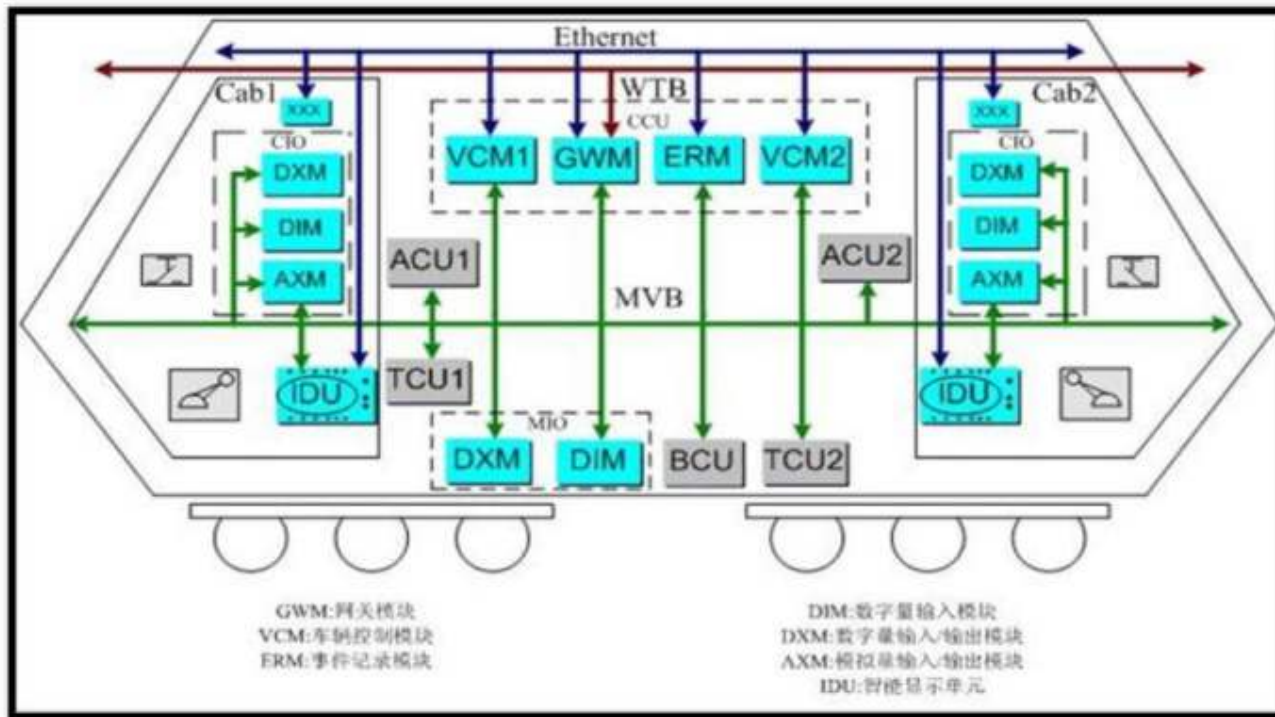 Ethernet
WTB
Cab1
Cab2
XXX
XXX
CCU
CIO
CIO
VCM1
GWM
ERM
VCM2
DXM
DXM
DIM
DIM
ACU1
ACU2
AXM
AXM
MVB
TCU1
IDU
IDU
MIO
DXM
DIM
BCU
TCU2
GWM:网关模块
VCM:车辆控制模块
ERM:事件记录模块
DIM:数字量输入模块
DXM:数字量输入/输出模块
AXM:模拟量输入/输出模块
IDU:智能显示单元